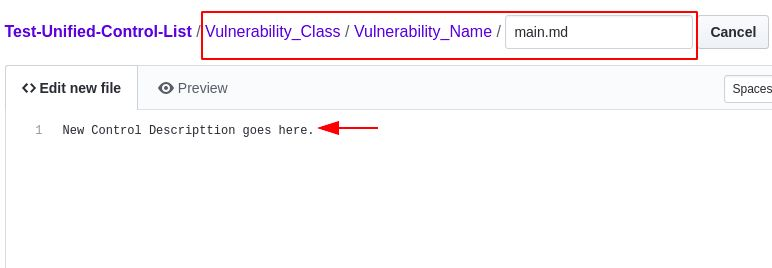 Test-Unified-Control-List / Vulnerability_Class / Vulnerability_Name / main.md Cancel
<> Edit new file Preview Spaces
1 New Control Descripttion goes here.